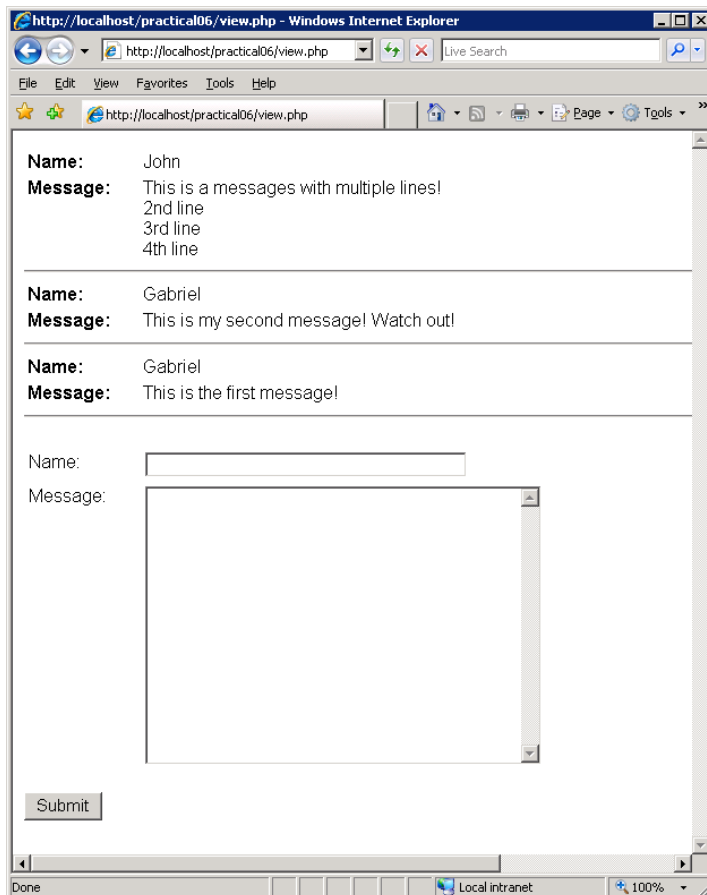 http://localhost/practical06/view.php - Windows Internet Explorer
http://localhost/practical06/view.php
Live Search
File Edit View Favorites Tools Help
http://localhost/practical06/view.php
Page Tools »
Name: John
Message: This is a messages with multiple lines!
2nd line
3rd line
4th line
Name: Gabriel
Message: This is my second message! Watch out!
Name: Gabriel
Message: This is the first message!
Name:
Message:
Submit
Done Local intranet 100%